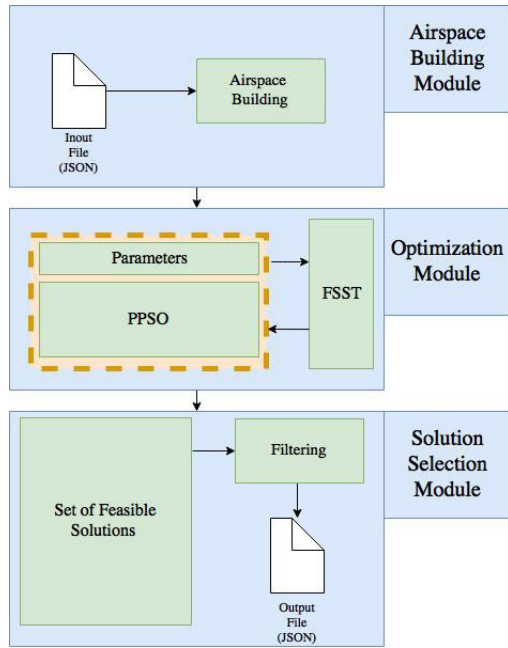 Airspace
Building
Module
Airspace
Building
Inout
File
(JSON)
Optimization
Module
Parameters
PPSO
FSST
Solution
Selection
Module
Set of Feasible
Solutions
Filtering
Output
File
(JSON)